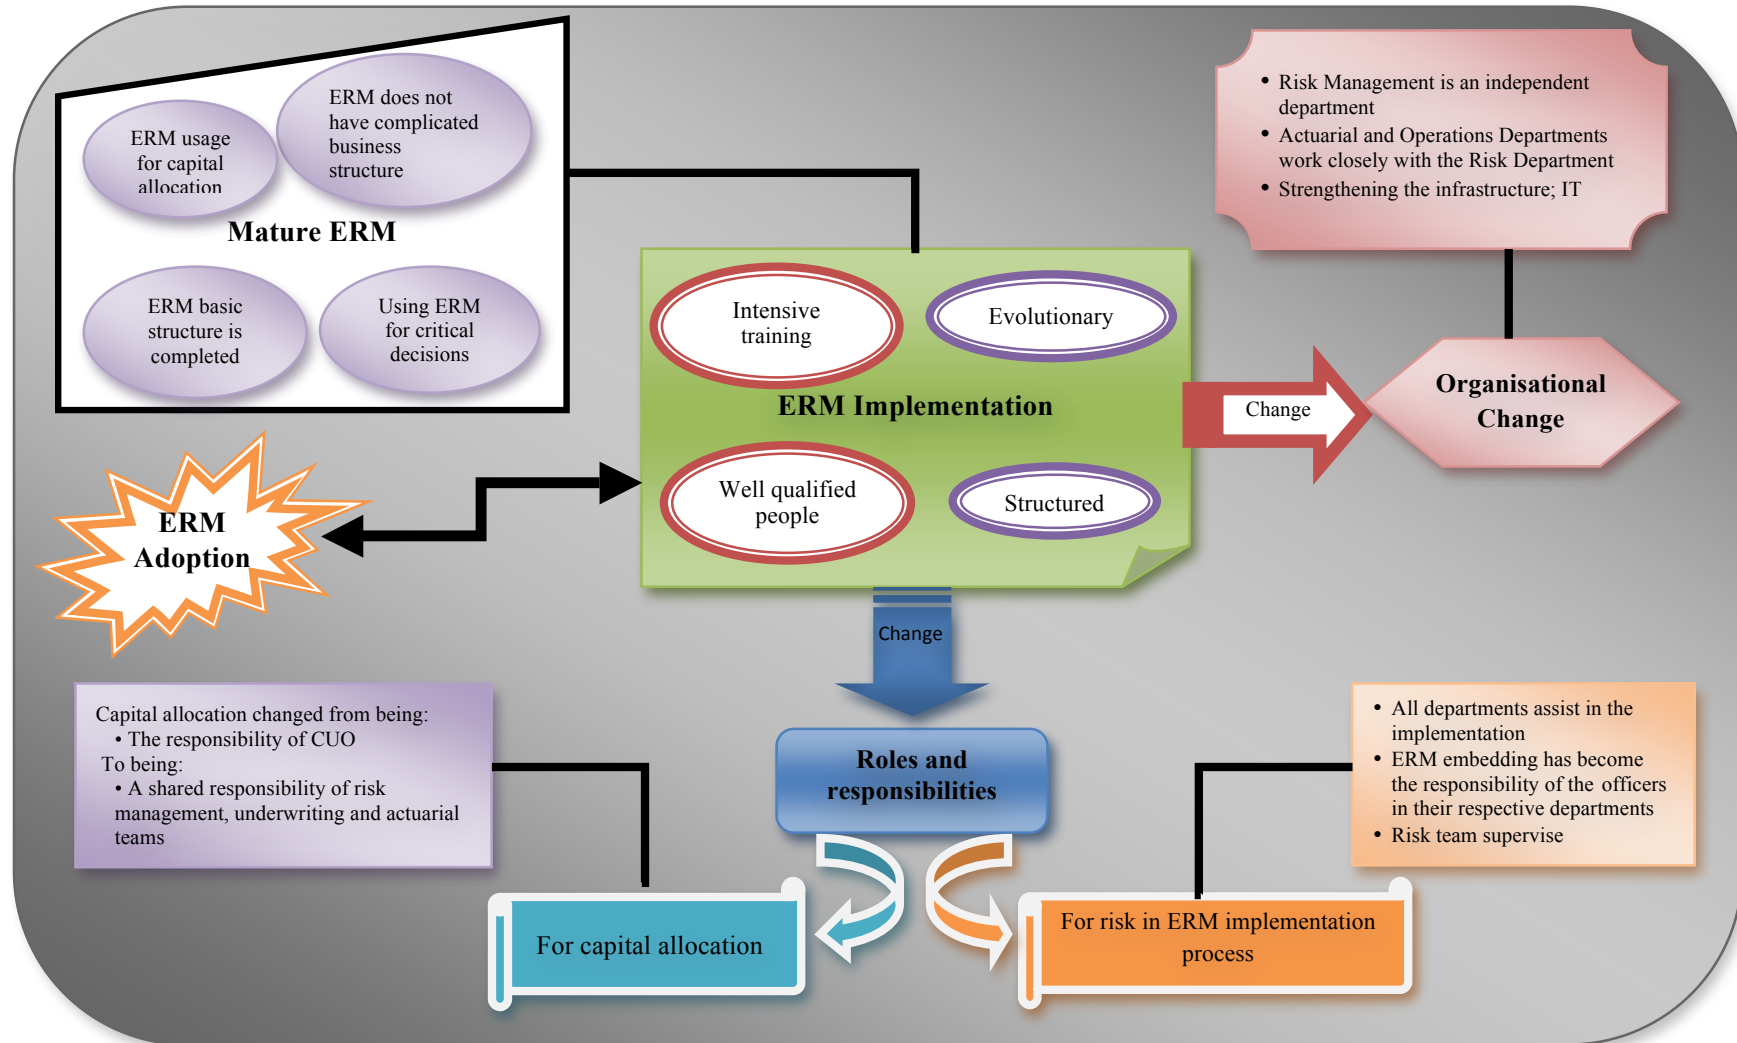 ERM does not
have complicated
business
structure
ERM usage
for capital
allocation
Mature ERM
ERM basic
structure is
completed
Using ERM
for critical
decisions
• Risk Management is an independent
department
• Actuarial and Operations Departments
work closely with the Risk Department
• Strengthening the infrastructure; IT
Intensive
training
Evolutionary
ERM Implementation
Well qualified
people
Structured
Change
Organisational
Change
ERM
Adoption
Change
Capital allocation changed from being:
• The responsibility of CUO
To being:
• A shared responsibility of risk
management, underwriting and actuarial
teams
Roles and
responsibilities
• All departments assist in the
implementation
• ERM embedding has become
the responsibility of the officers
in their respective departments
• Risk team supervise
For capital allocation
For risk in ERM implementation
process